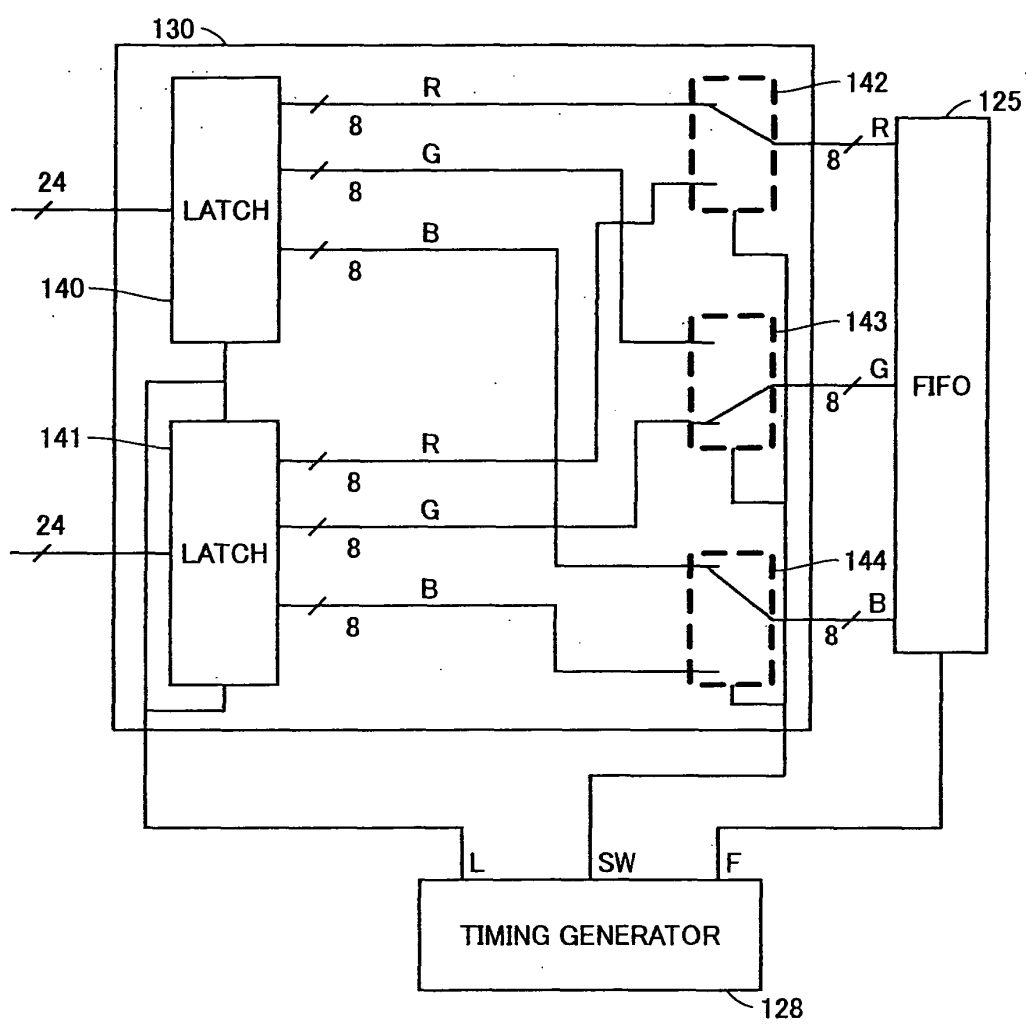 130
R
142
125
8
R
24
G
8
LATCH
8
B
140
8
143
G
8
FIFO
141
R
8
24
G
LATCH
8
144
B
B
8
8
L
SW
F
TIMING GENERATOR
128